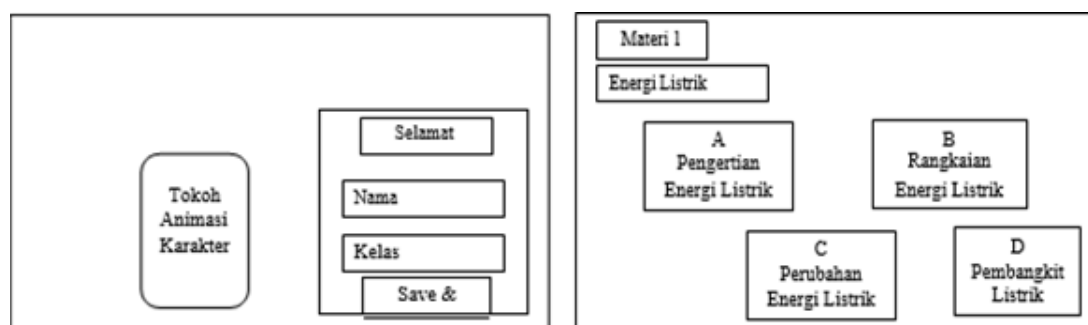 Selamat
Tokoh
Animasi
Karakter
Nama
Kelas
Save &
Materi 1
Energi Listrik
A
Pengertian
Energi Listrik
B
Rangkaian
Energi Listrik
C
Perubahan
Energi Listrik
D
Pembangkit
Listrik